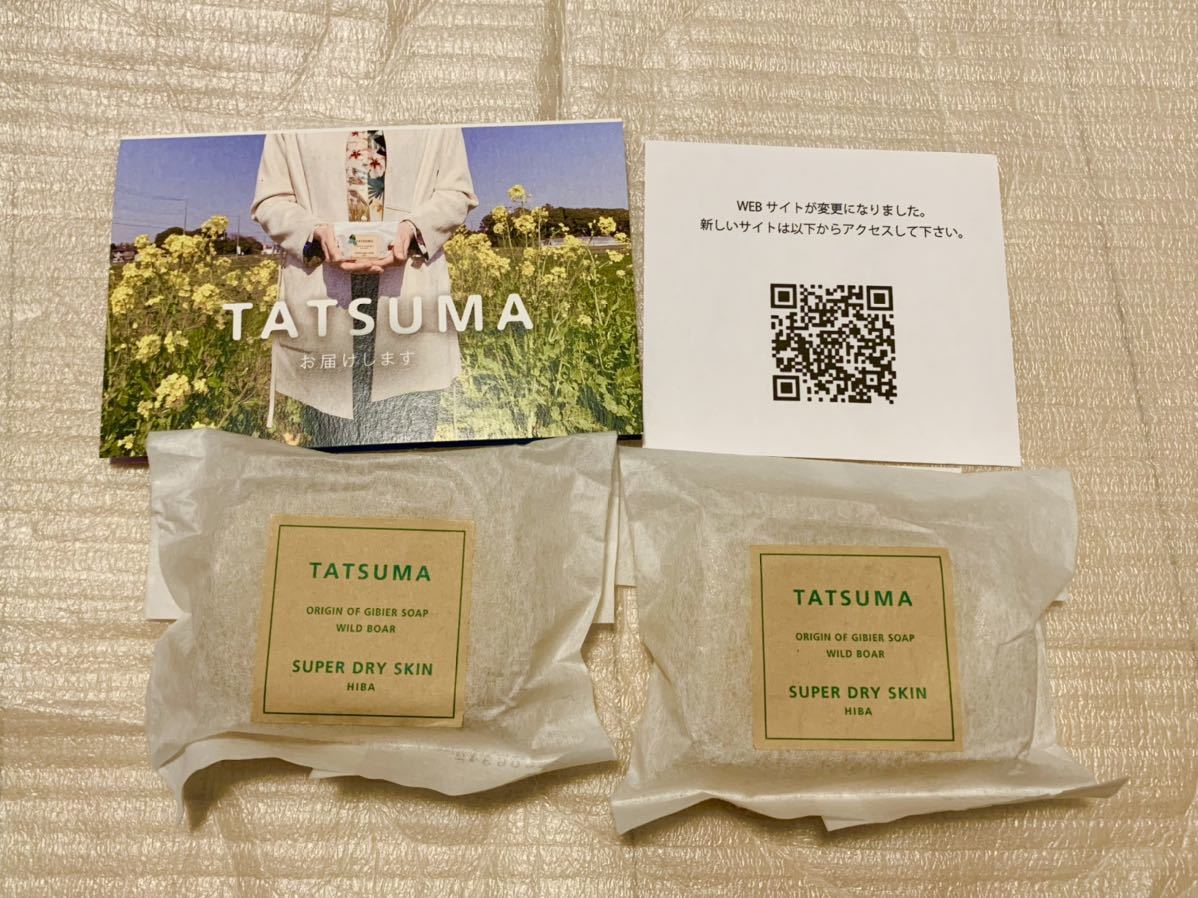 TATSUMA
お届けします
WEBサイトが変更になりました。
新しいサイトは以下からアクセスして下さい。
TATSUMA
ORIGIN OF GIBIER SOAP
WILD BOAR
SUPER DRY SKIN
HIBA
TATSUMA
ORIGIN OF GIBIER SOAP
WILD BOAR
SUPER DRY SKIN
HIBA